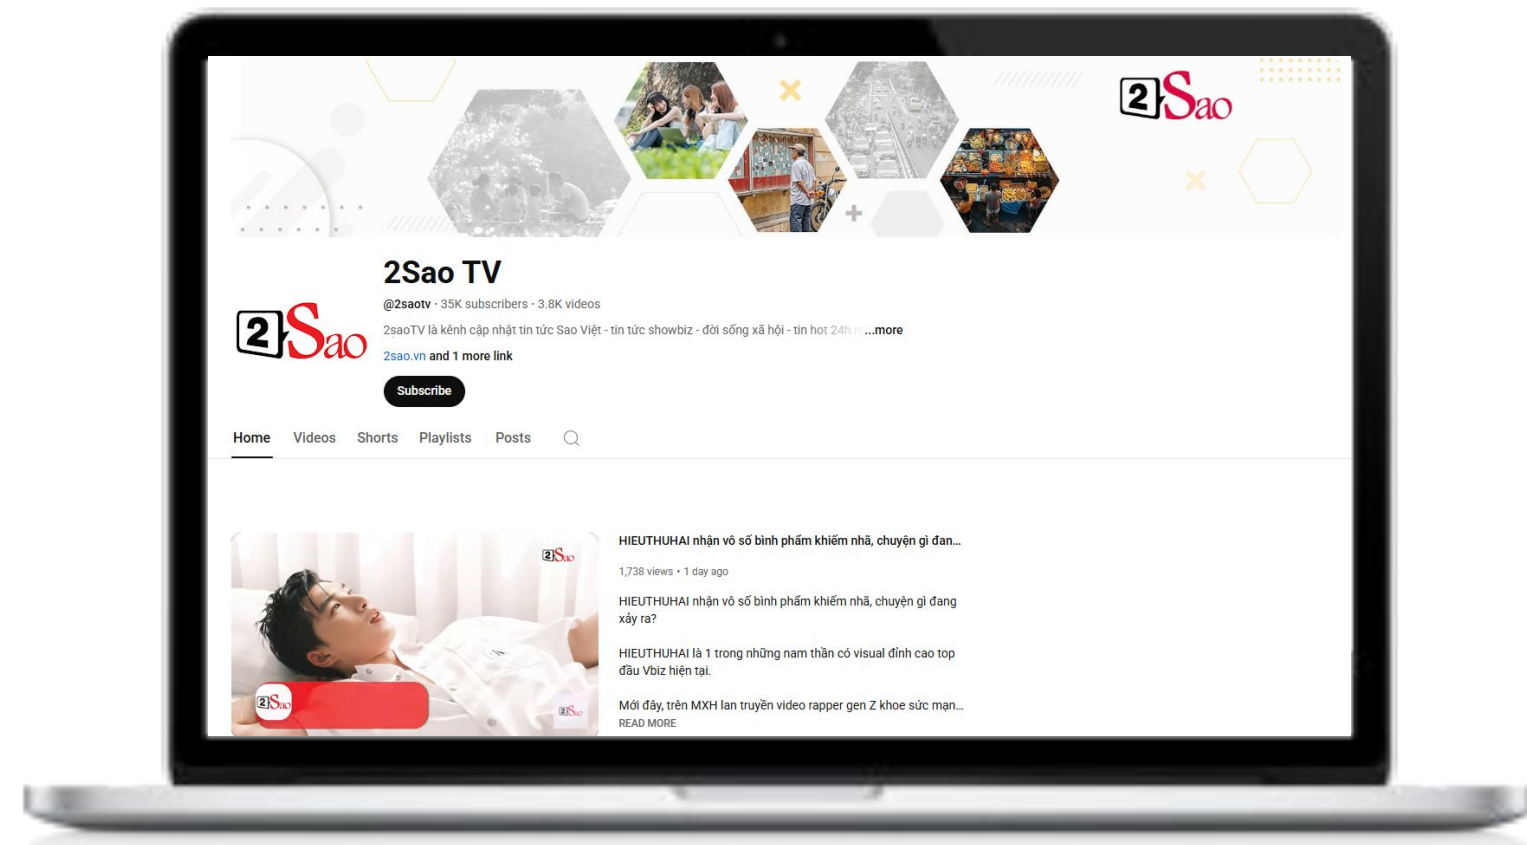 2Sao
2Sao TV
2Sao
@2saotv · 35K subscribers · 3.8K videos
2saoTV là kênh cập nhật tin tức Sao Việt - tin tức showbiz - đời sống xã hội - tin hot 24h ...more
2sao.vn and 1 more link
Subscribe
Home Videos Shorts Playlists Posts
2Sao
HIEUTHUHAI nhận vô số bình phẩm khiếm nhã, chuyện gì đan...
1,738 views • 1 day ago
HIEUTHUHAI nhận vô số bình phẩm khiếm nhã, chuyện gì đang
xảy ra?
HIEUTHUHAI là 1 trong những nam thần có visual đỉnh cao top
đầu Vbiz hiện tại.
2Sao
2Sao
Mới đây, trên MXH lan truyền video rapper gen Z khoe sức mạn...
READ MORE